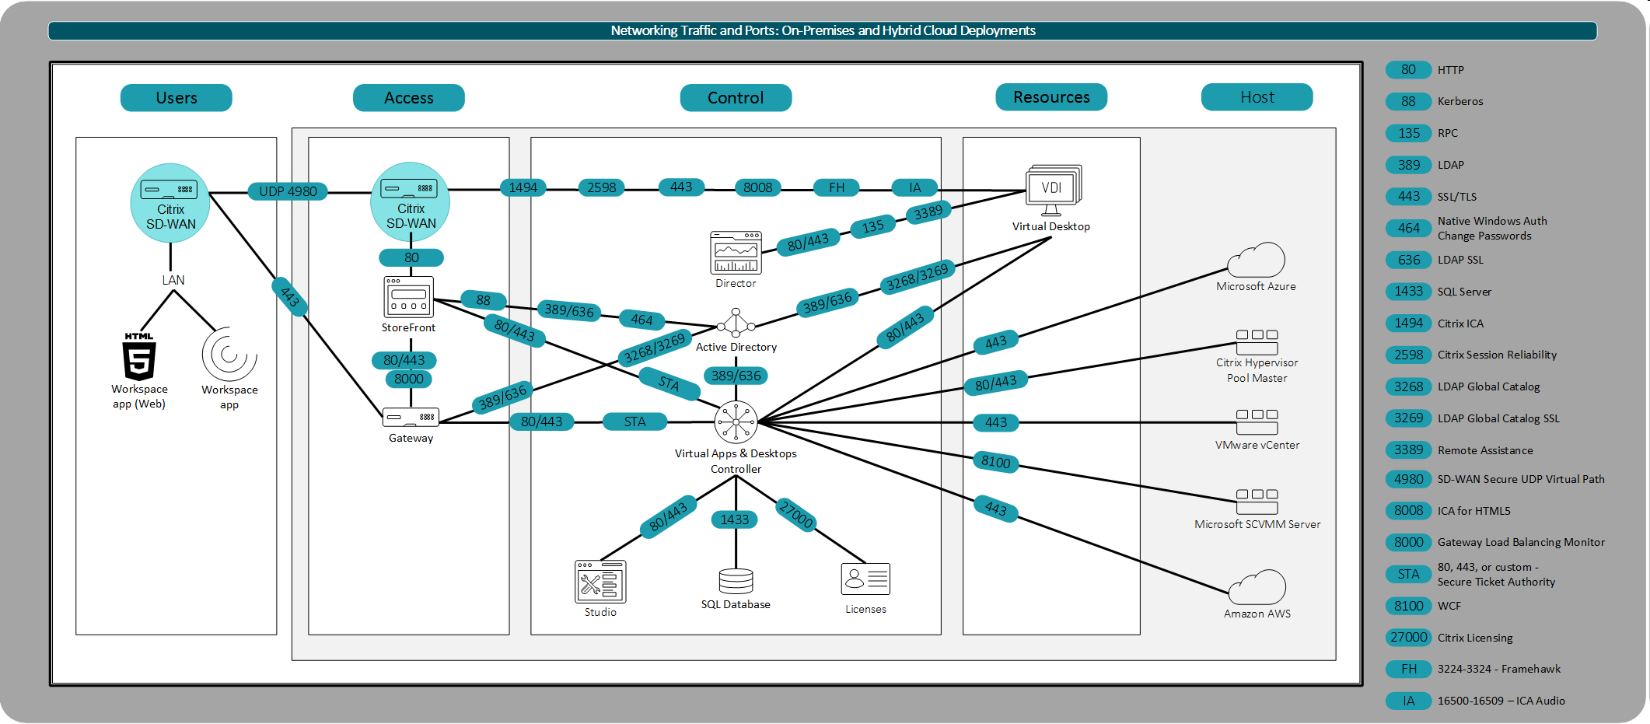 Networking Traffic and Ports: On-Premises and Hybrid Cloud Deployments
Users
Access
Control
Resources
Host
Citrix
SD-WAN
UDP 4980
Citrix
SD-WAN
1494
2598
443
8008
FH
IA
VDI
Virtual Desktop
80/443
135
3389
Director
80
LAN
443
StoreFront
88
389/636
464
80/443
STA
Active Directory
389/636
3268/3269
80/443
HTML
5
Workspace
app (Web)
Workspace
app
80/443
8000
Gateway
389/636
3268/3269
80/443
STA
389/636
Virtual Apps & Desktops
Controller
443
Microsoft Azure
80/443
Citrix Hypervisor
Pool Master
443
VMware vCenter
8100
Microsoft SCVMM Server
443
Amazon AWS
80/443
1433
27000
Studio
SQL Database
Licenses
80 HTTP
88 Kerberos
135 RPC
389 LDAP
443 SSL/TLS
464 Native Windows Auth
Change Passwords
636 LDAP SSL
1433 SQL Server
1494 Citrix ICA
2598 Citrix Session Reliability
3268 LDAP Global Catalog
3269 LDAP Global Catalog SSL
3389 Remote Assistance
4980 SD-WAN Secure UDP Virtual Path
8008 ICA for HTML5
8000 Gateway Load Balancing Monitor
STA 80, 443, or custom -
Secure Ticket Authority
8100 WCF
27000 Citrix Licensing
FH 3224-3324 - Framehawk
IA 16500-16509 – ICA Audio